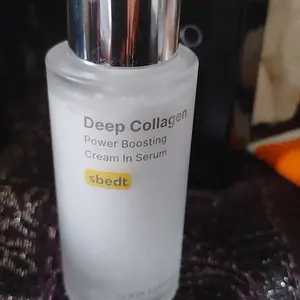 Deep Collagen
Power Boosting
Cream In Serum
sbedt